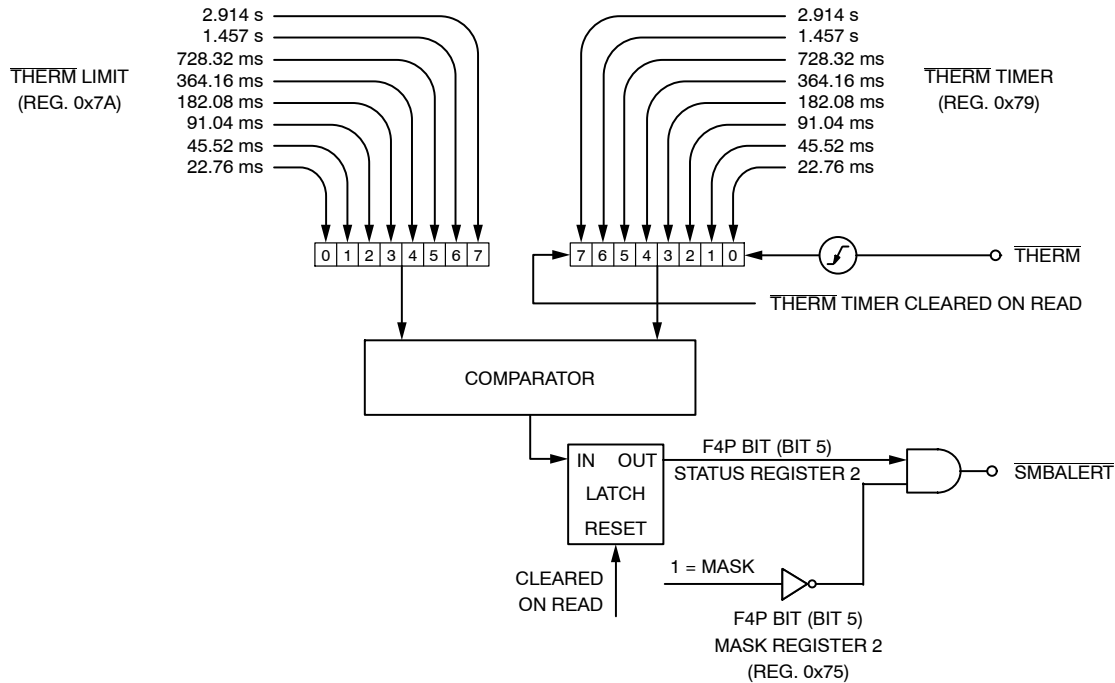 2.914 s
1.457 s
728.32 ms
364.16 ms
182.08 ms
91.04 ms
45.52 ms
22.76 ms
THERM LIMIT
(REG. 0x7A)
0 1 2 3 4 5 6 7
2.914 s
1.457 s
728.32 ms
364.16 ms
182.08 ms
91.04 ms
45.52 ms
22.76 ms
THERM TIMER
(REG. 0x79)
7 6 5 4 3 2 1 0
THERM
THERM TIMER CLEARED ON READ
COMPARATOR
IN OUT
LATCH
RESET
F4P BIT (BIT 5)
STATUS REGISTER 2
SMBALERT
CLEARED
ON READ
1 = MASK
F4P BIT (BIT 5)
MASK REGISTER 2
(REG. 0x75)